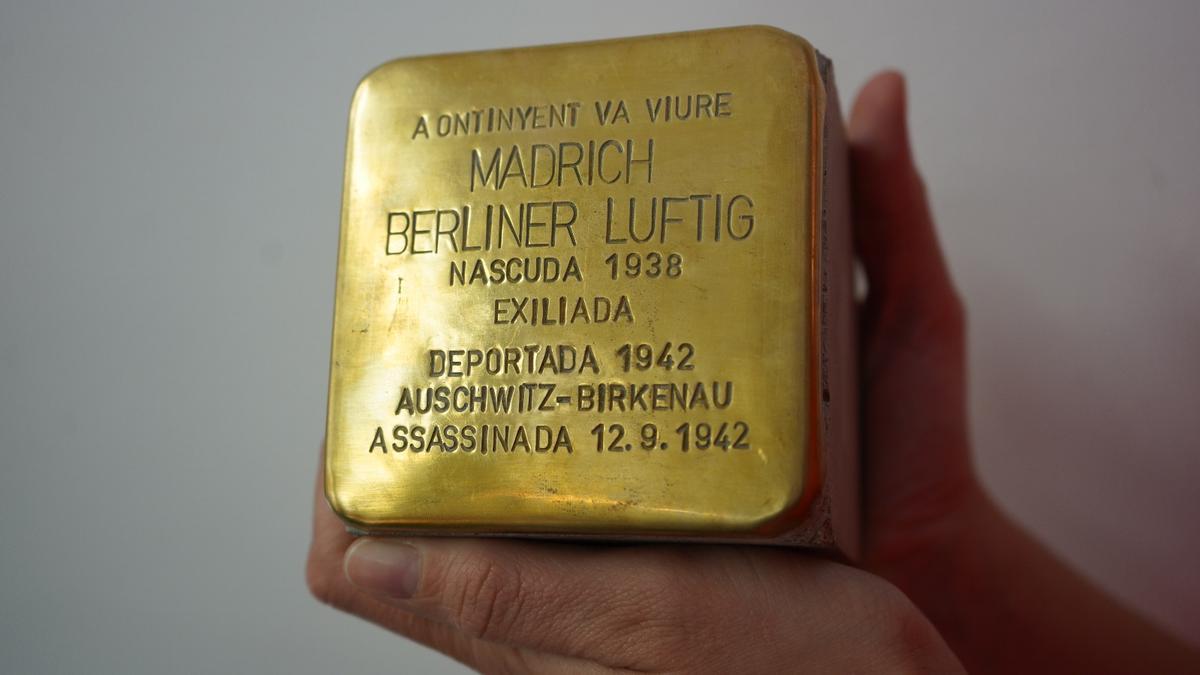 A ONTINYENT VA VIURE
MADRICH
BERLINER LUFTIG
NASCUDA 1938
EXILIADA
DEPORTADA 1942
AUSCHWITZ-BIRKENAU
ASSASSINADA 12.9.1942